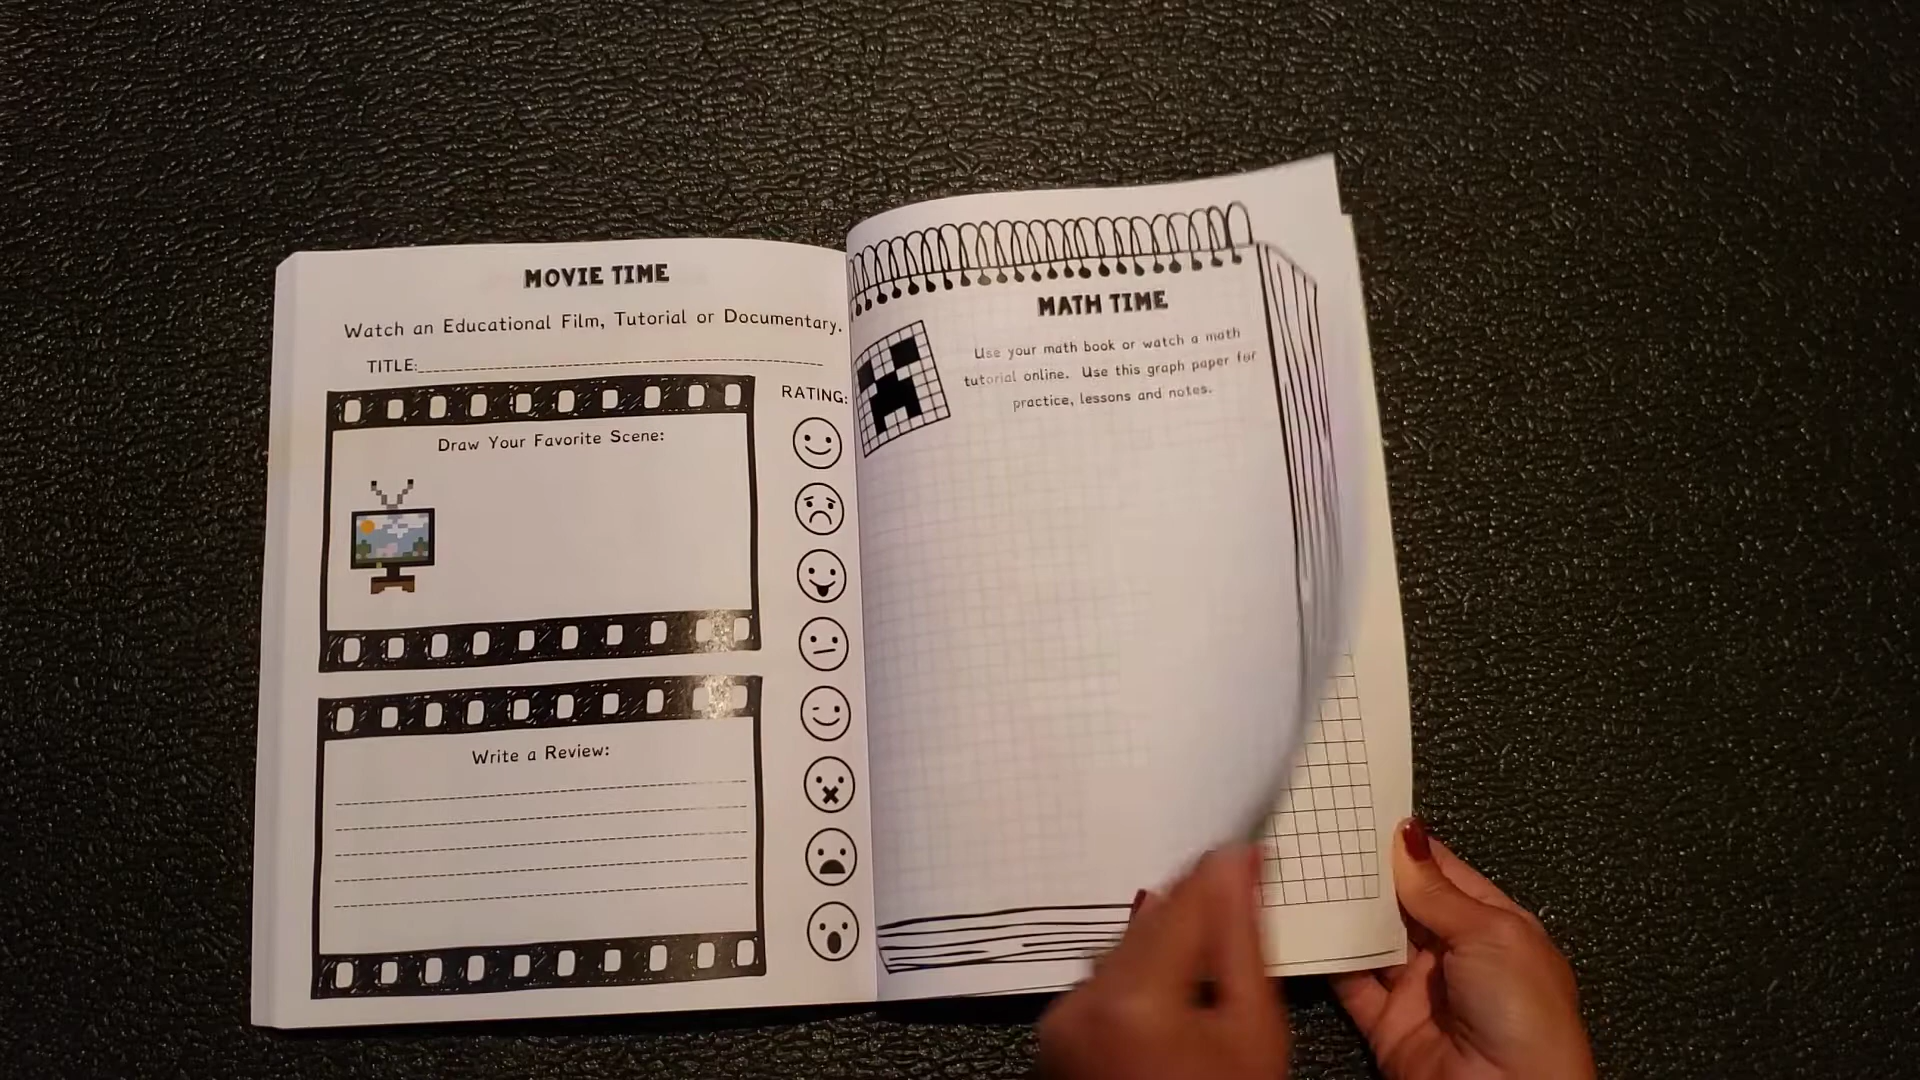 MOVIE TIME
Watch an Educational Film, Tutorial or Documentary.
TITLE:
RATING:
Draw Your Favorite Scene:
Write a Review:
MATH TIME
Use your math book or watch a math
tutorial online. Use this graph paper for
practice, lessons and notes.